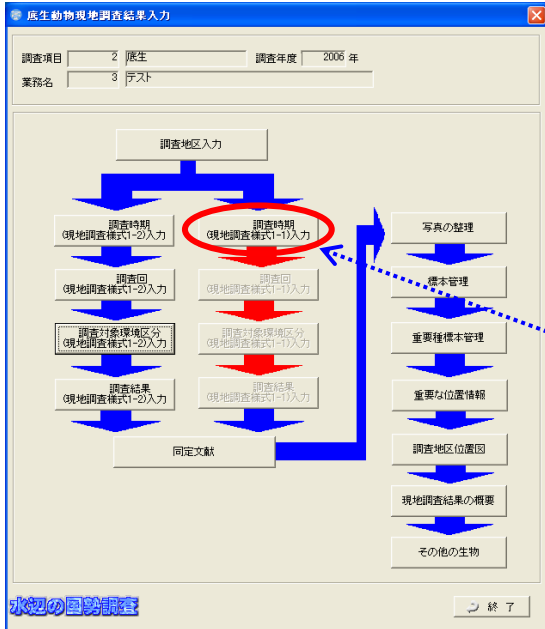 底生動物現地調査結果入力
調査項目 2 底生 調査年度 2006 年
業務名 3 テスト
調査地区入力
調査時期
(現地調査様式1-2)入力
調査時期
(現地調査様式1-1)入力
調査回
(現地調査様式1-2)入力
調査回
(現地調査様式1-1)入力
調査対象環境区分
(現地調査様式1-2)入力
調査対象環境区分
(現地調査様式1-1)入力
調査結果
(現地調査様式1-2)入力
調査結果
(現地調査様式1-1)入力
同定文献
写真の整理
標本管理
重要種標本管理
重要な位置情報
調査地区位置図
現地調査結果の概要
その他の生物
水辺の国勢調査
終 了